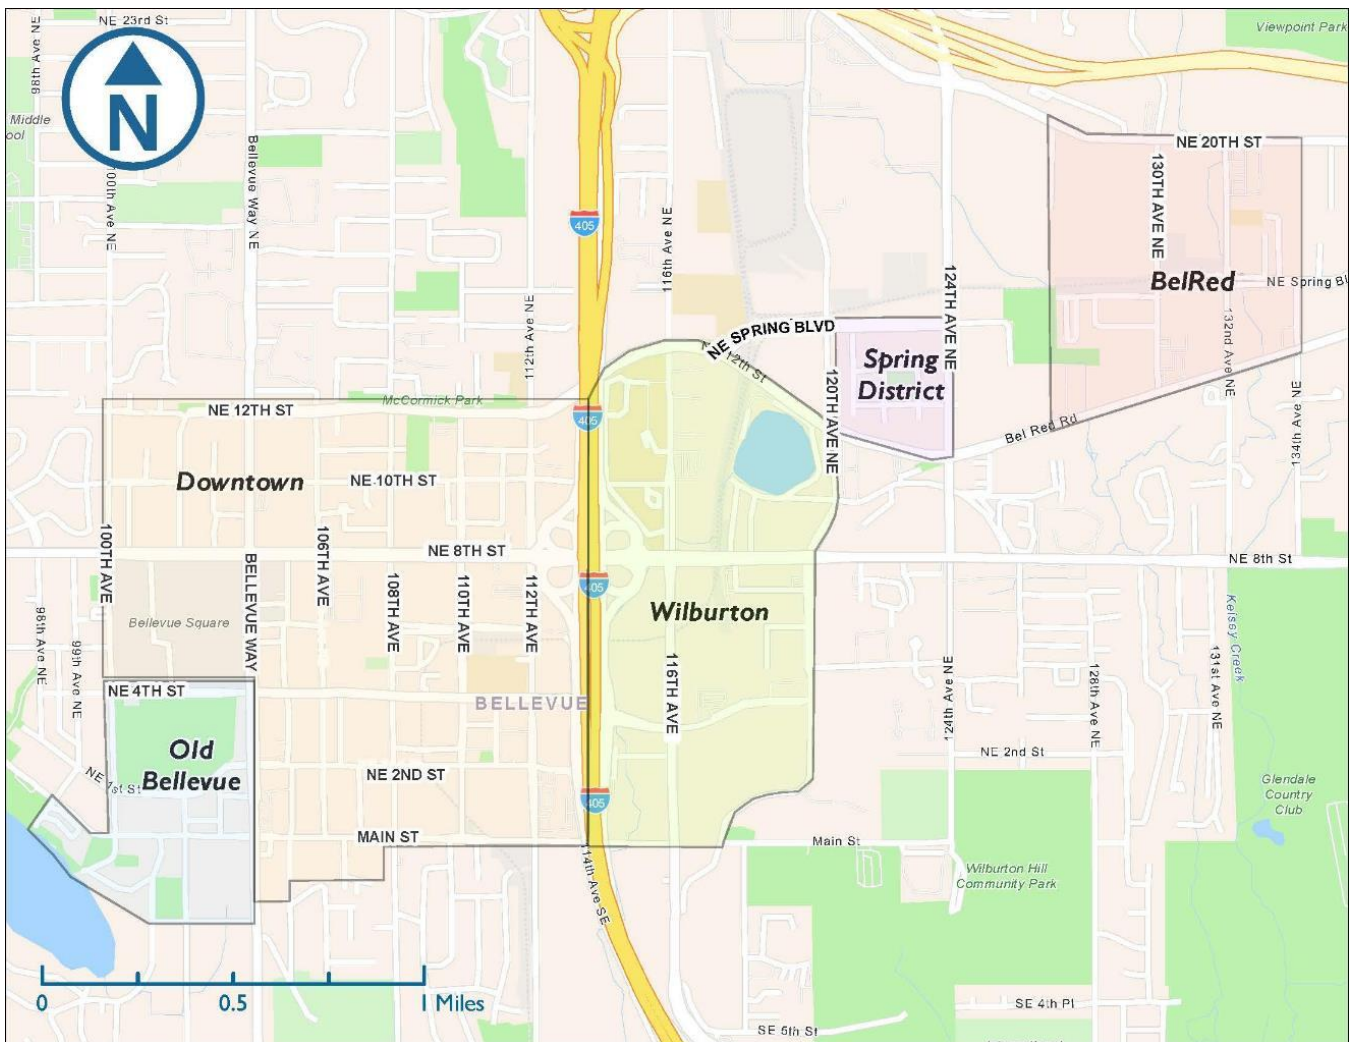 NE 23rd St
98th Ave NE
Viewpoint Park
Middle
ool
N
100th Ave NE
Bellevue Way NE
NE 20TH ST
130TH AVE NE
405
116th Ave NE
BelRed
NE Spring Bl
124TH AVE NE
112th Ave NE
NE SPRING BLVD
12th St
132nd Ave NE
Spring
District
120TH AVE NE
McCormick Park
NE 12TH ST
405
134th Ave NE
Bel Red Rd
Downtown
NE 10TH ST
100TH AVE
106TH AVE
NE 8TH ST
NE 8th St
BELLEVUE WAY
108TH AVE
110TH AVE
112TH AVE
405
Wilburton
98th Ave NE
99th Ave NE
Bellevue Square
Kelsey Creek
NE 4TH ST
116TH AVE
124th Ave NE
128th Ave NE
131st Ave NE
BELLEVUE
Old
Bellevue
NE 1st St
NE 2ND ST
NE 2nd St
405
Glendale
Country
Club
MAIN ST
Main St
114th Ave SE
Wilburton Hill
Community Park
0
0.5
1 Miles
SE 4th Pl
SE 5th St